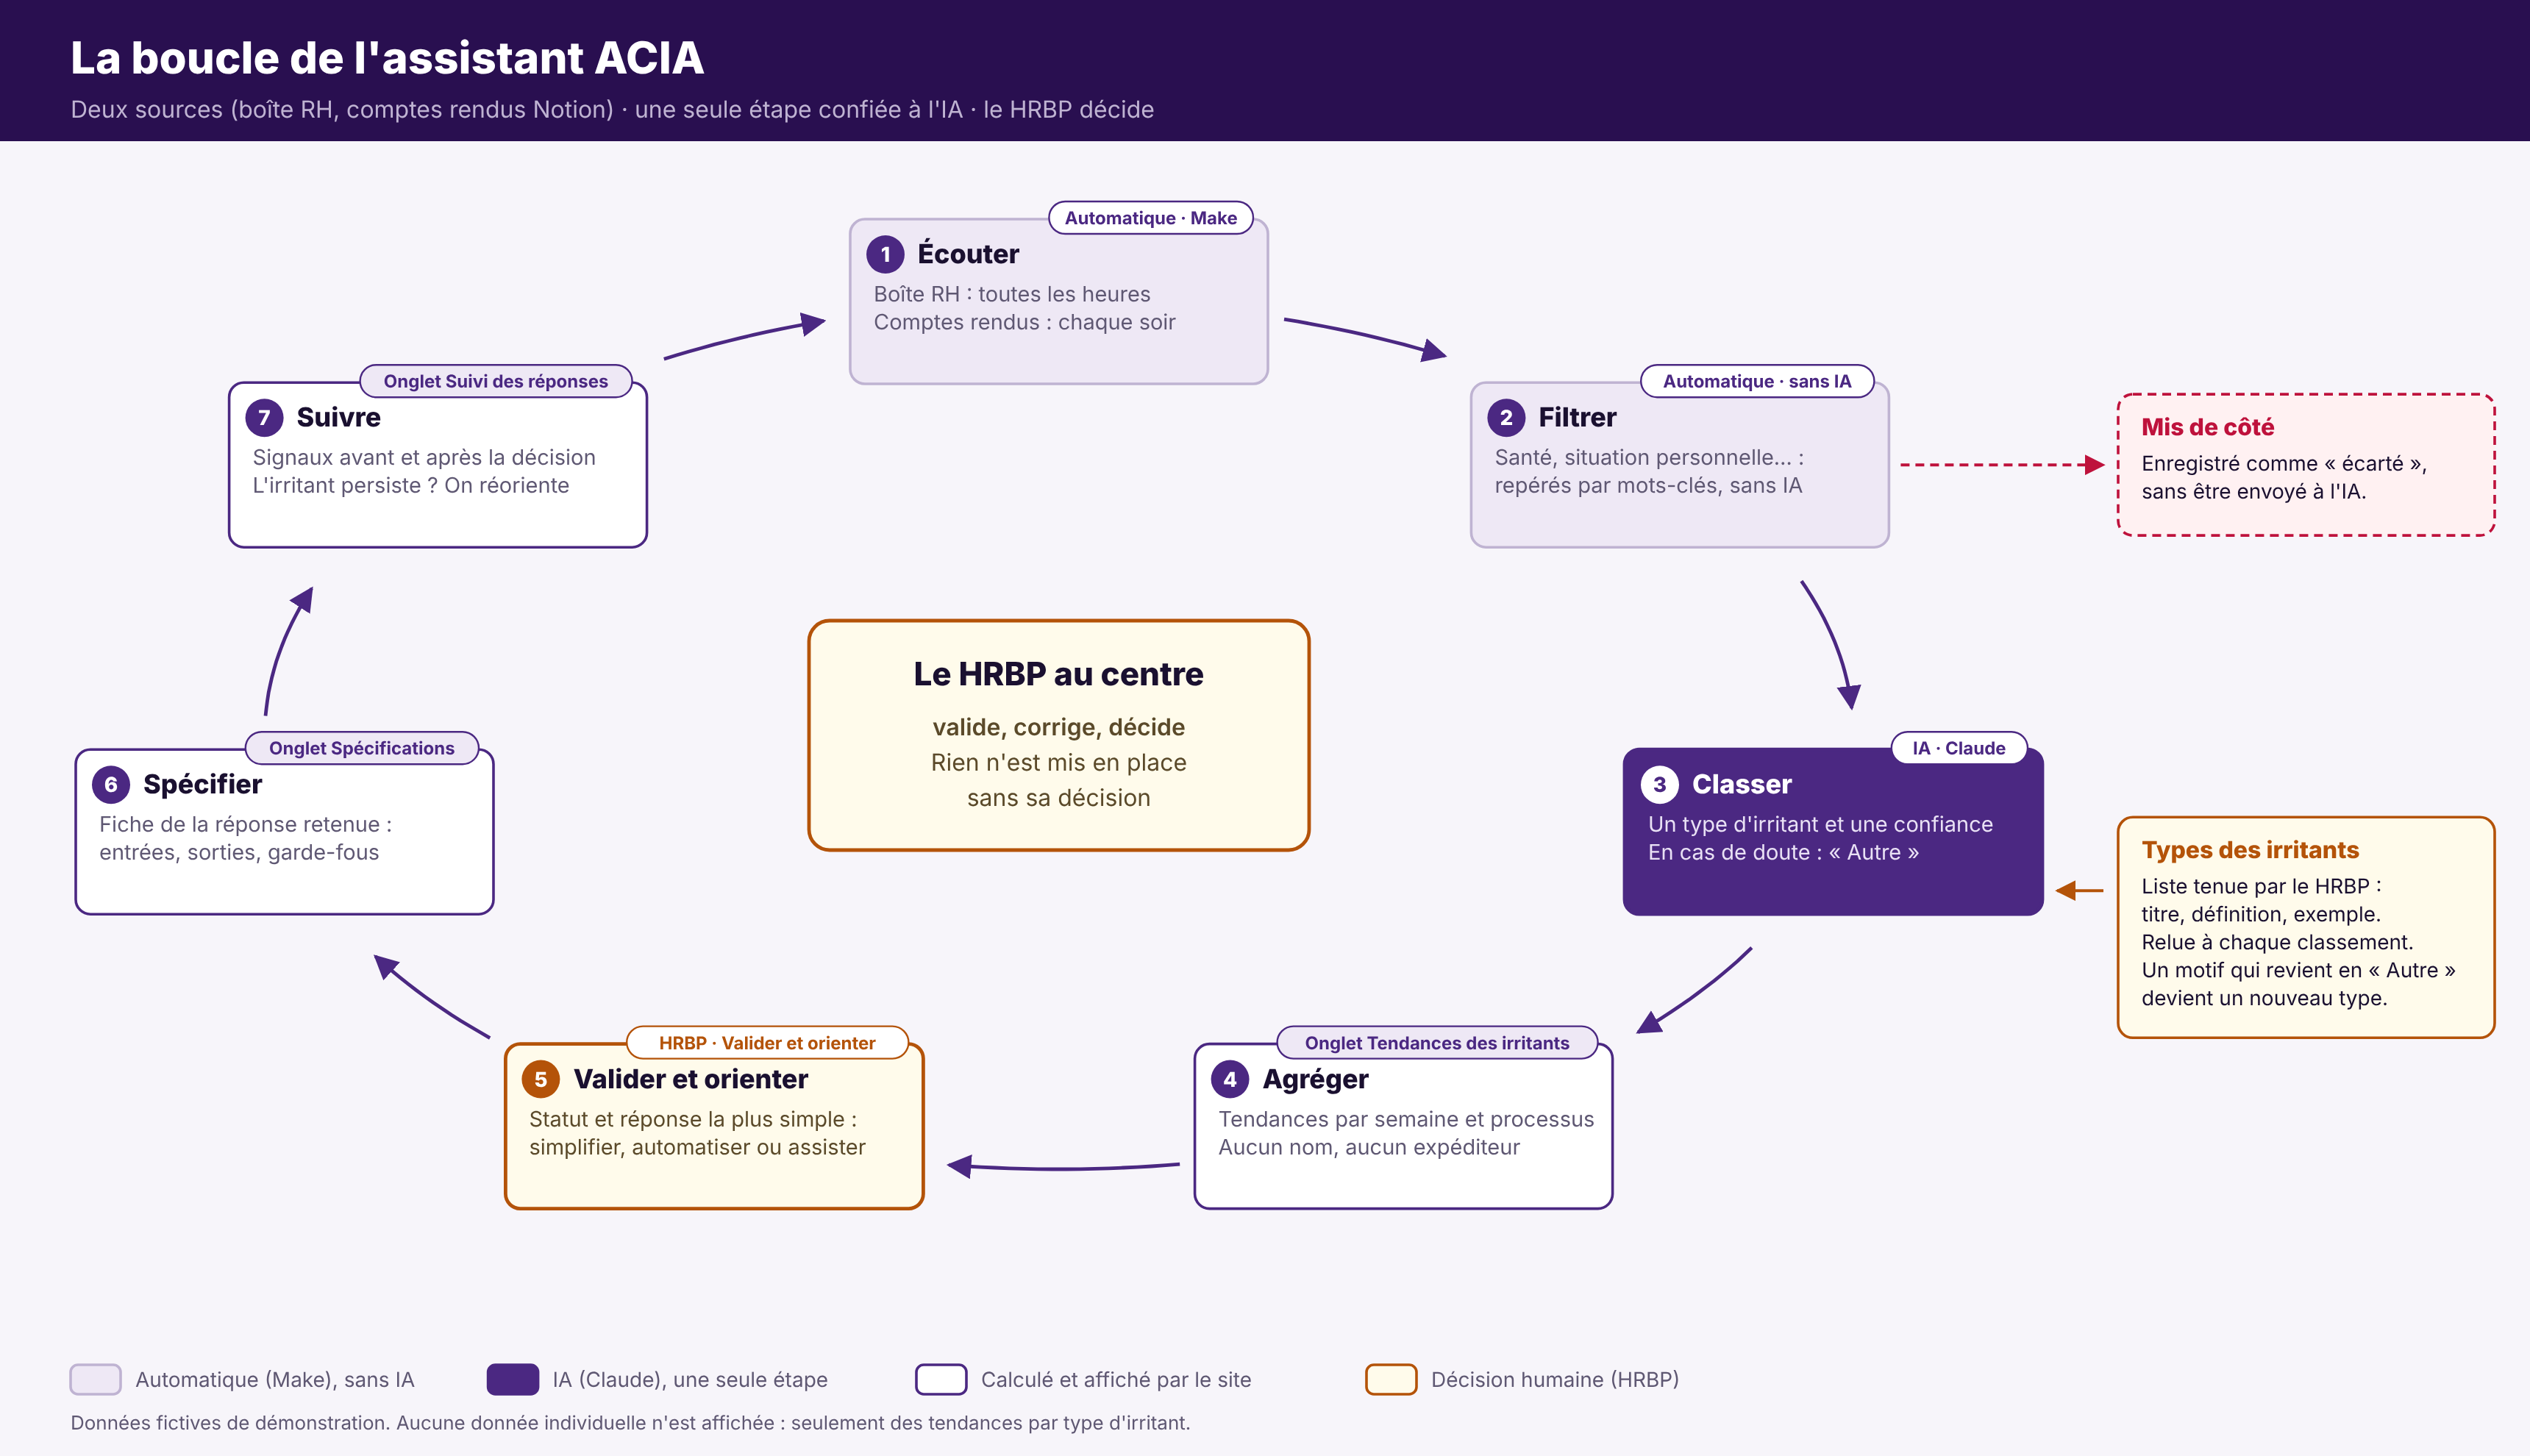 La boucle de l'assistant ACIA
Deux sources (boîte RH, comptes rendus Notion) · une seule étape confiée à l'IA · le HRBP décide
Automatique · Make
1 Écouter
Boîte RH : toutes les heures
Comptes rendus : chaque soir
Automatique · sans IA
2 Filtrer
Santé, situation personnelle... :
repérés par mots-clés, sans IA
Mis de côté
Enregistré comme « écarté »,
sans être envoyé à l'IA.
Onglet Suivi des réponses
7 Suivre
Signaux avant et après la décision
L'irritant persiste ? On réoriente
Le HRBP au centre
valide, corrige, décide
Rien n'est mis en place
sans sa décision
IA · Claude
3 Classer
Un type d'irritant et une confiance
En cas de doute : « Autre »
Types des irritants
Liste tenue par le HRBP :
titre, définition, exemple.
Relue à chaque classement.
Un motif qui revient en « Autre »
devient un nouveau type.
Onglet Spécifications
6 Spécifier
Fiche de la réponse retenue :
entrées, sorties, garde-fous
HRBP · Valider et orienter
5 Valider et orienter
Statut et réponse la plus simple :
simplifier, automatiser ou assister
Onglet Tendances des irritants
4 Agréger
Tendances par semaine et processus
Aucun nom, aucun expéditeur
Automatique (Make), sans IA
IA (Claude), une seule étape
Calculé et affiché par le site
Décision humaine (HRBP)
Données fictives de démonstration. Aucune donnée individuelle n'est affichée : seulement des tendances par type d'irritant.